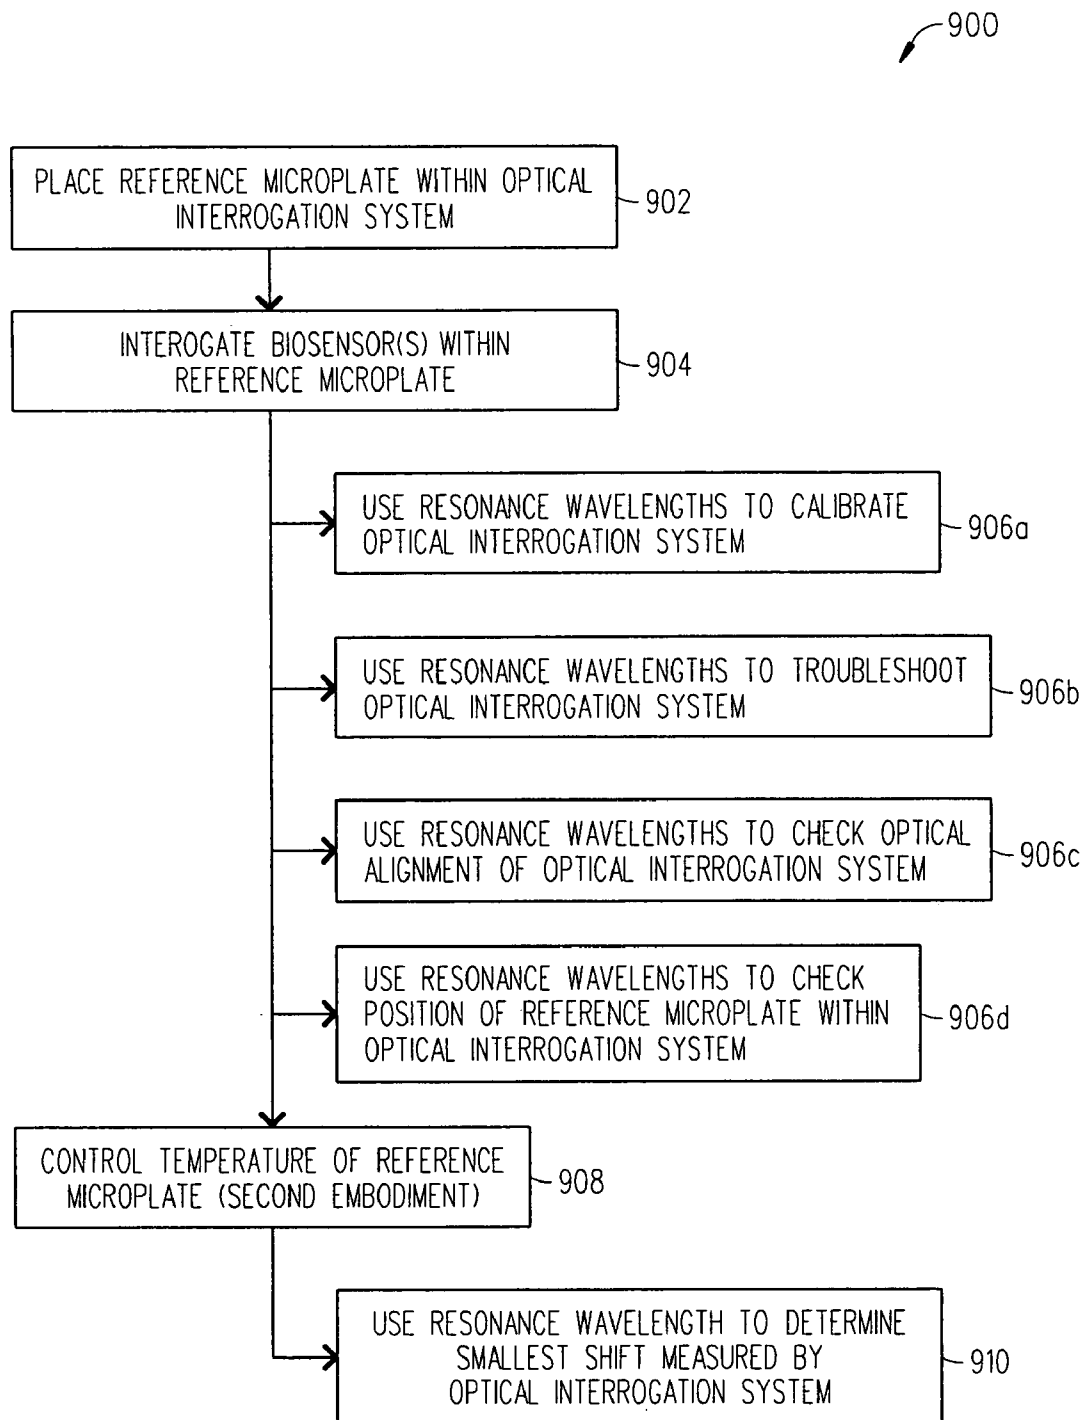 900
PLACE REFERENCE MICROPLATE WITHIN OPTICAL
INTERROGATION SYSTEM
902
INTEROGATE BIOSENSOR(S) WITHIN
REFERENCE MICROPLATE
904
USE RESONANCE WAVELENGTHS TO CALIBRATE
OPTICAL INTERROGATION SYSTEM
906a
USE RESONANCE WAVELENGTHS TO TROUBLESHOOT
OPTICAL INTERROGATION SYSTEM
906b
USE RESONANCE WAVELENGTHS TO CHECK OPTICAL
ALIGNMENT OF OPTICAL INTERROGATION SYSTEM
906c
USE RESONANCE WAVELENGTHS TO CHECK
POSITION OF REFERENCE MICROPLATE WITHIN
OPTICAL INTERROGATION SYSTEM
906d
CONTROL TEMPERATURE OF REFERENCE
MICROPLATE (SECOND EMBODIMENT)
908
USE RESONANCE WAVELENGTH TO DETERMINE
SMALLEST SHIFT MEASURED BY
OPTICAL INTERROGATION SYSTEM
910